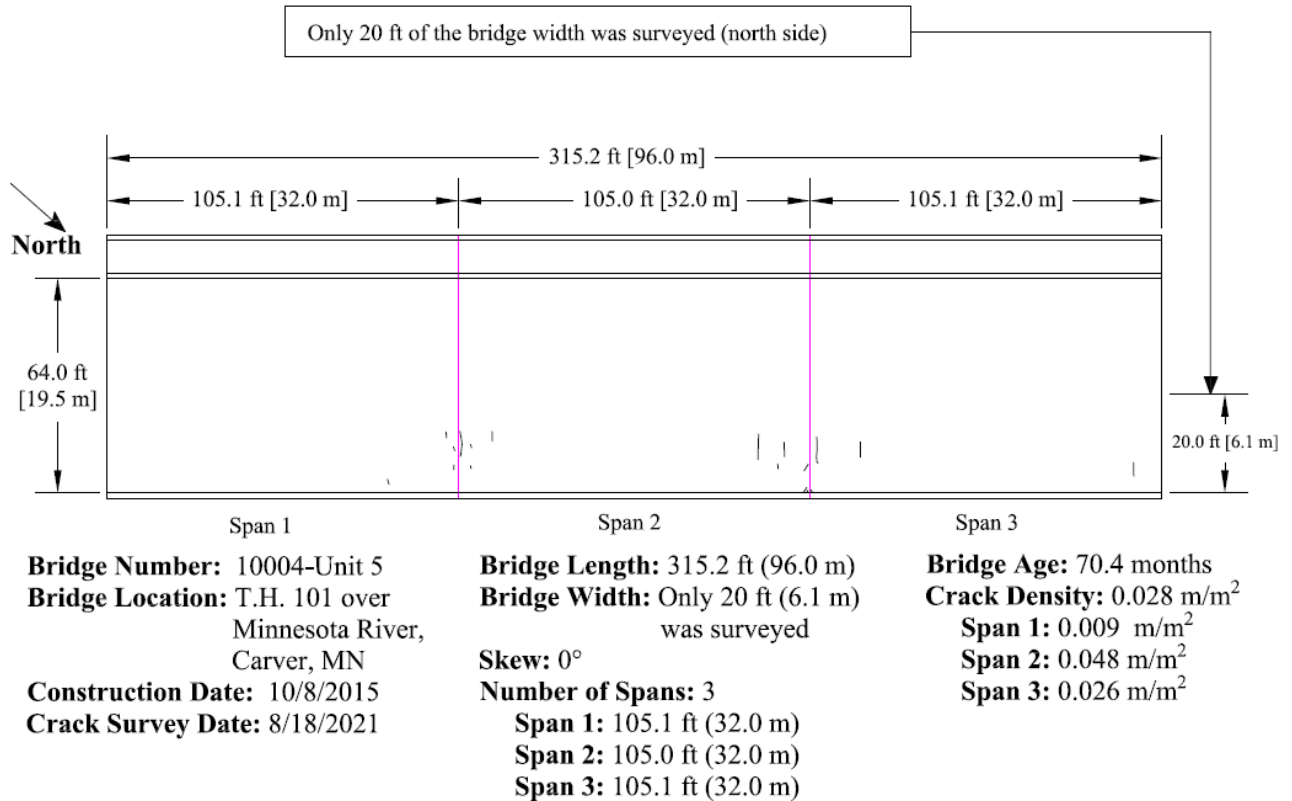 Only 20 ft of the bridge width was surveyed (north side)
315.2 ft [96.0 m]
105.1 ft [32.0 m]
105.0 ft [32.0 m]
105.1 ft [32.0 m]
North
64.0 ft
[19.5 m]
20.0 ft [6.1 m]
Span 1
Span 2
Span 3
Bridge Number: 10004-Unit 5
Bridge Location: T.H. 101 over
Minnesota River,
Carver, MN
Construction Date: 10/8/2015
Crack Survey Date: 8/18/2021
Bridge Length: 315.2 ft (96.0 m)
Bridge Width: Only 20 ft (6.1 m)
was surveyed
Skew: 0°
Number of Spans: 3
Span 1: 105.1 ft (32.0 m)
Span 2: 105.0 ft (32.0 m)
Span 3: 105.1 ft (32.0 m)
Bridge Age: 70.4 months
Crack Density: 0.028 m/m²
Span 1: 0.009 m/m²
Span 2: 0.048 m/m²
Span 3: 0.026 m/m²